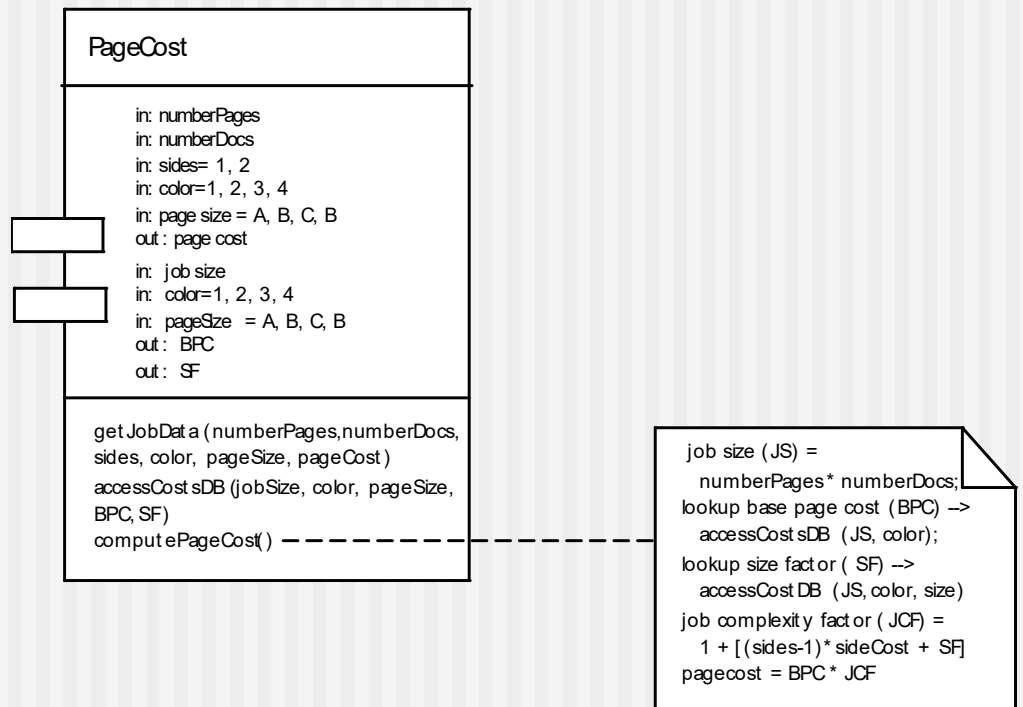 PageCost
in: numberPages
in: numberDocs
in: sides= 1, 2
in: color=1, 2, 3, 4
in: page size = A, B, C, B
out: page cost
in: job size
in: color=1, 2, 3, 4
in: pageSize = A, B, C, B
out: BPC
out: SF
getJobData (numberPages,numberDocs,
sides, color, pageSize, pageCost)
accessCostsDB (jobSize, color, pageSize,
BPC, SF)
computePageCost()
job size (JS) =
numberPages* numberDocs;
lookup base page cost (BPC) -->
accessCostsDB (JS, color);
lookup size factor (SF) -->
accessCostDB (JS, color, size)
job complexity factor (JCF) =
1 + [(sides-1)* sideCost + SF]
pagecost = BPC * JCF